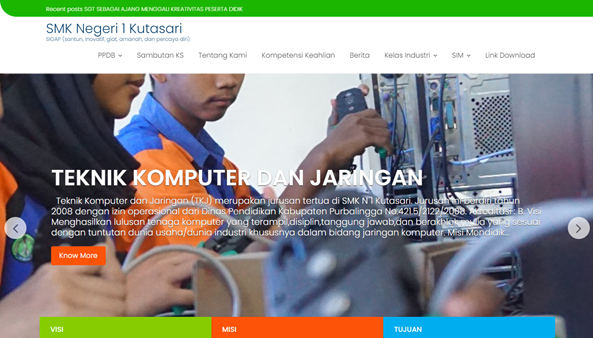 Recent posts SGT SEBAGAI AJANG MENGGALI KREATIVITAS PESERTA DIDIK
SMK Negeri 1 Kutasari
SIGAP (santun, inovatif, giat, amanah, dan percaya diri)
PPDB Sambutan KS Tentang Kami Kompetensi Keahlian Berita Kelas Industri SIM Link Download
TEKNIK KOMPUTER DAN JARINGAN
Teknik Komputer dan Jaringan (TKJ) merupakan jurusan tertua di SMK N 1 Kutasari. Jurusan ini berdiri tahun
2008 dengan izin operasional dari Dinas Pendidikan Kabupaten Purbalingga No 421.5/2122/2008. Akreditasi : B. Visi
Menghasilkan lulusan tenaga komputer yang terampil,disiplin,tanggung jawab,dan berakhlak mulia yang sesuai
dengan tuntutan dunia usaha/dunia industri khususnya dalam bidang jaringan komputer. Misi Mendidik...
Know More
VISI MISI TUJUAN